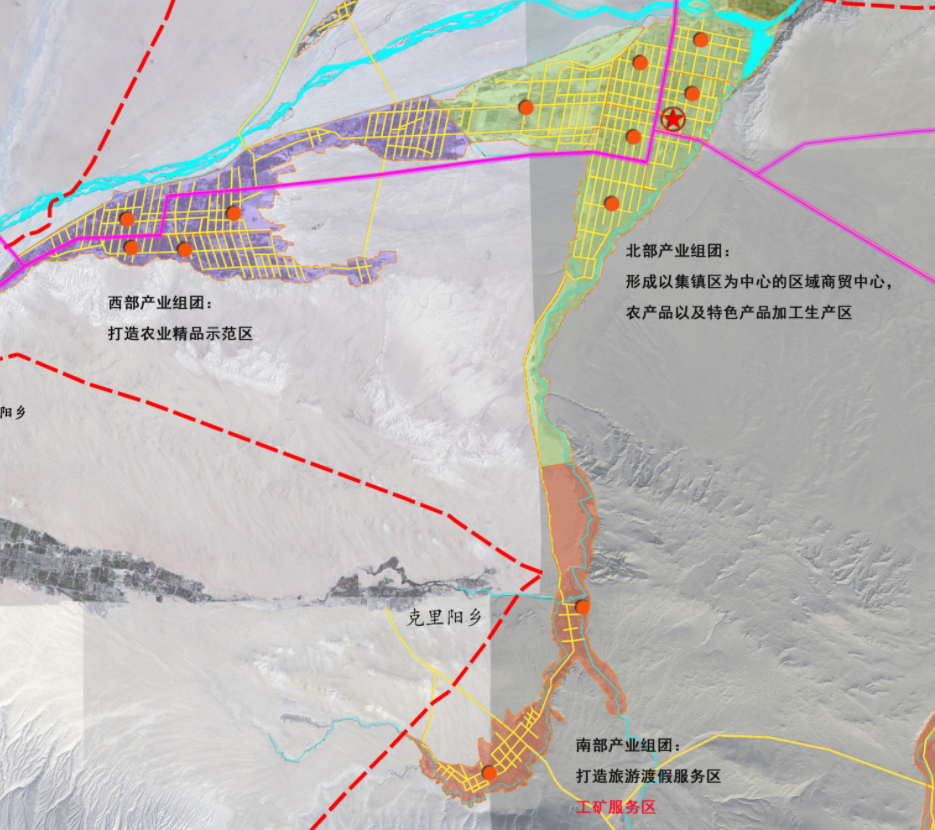 北部产业组团：
形成以集镇区为中心的区域商贸中心，
农产品以及特色产品加工生产区
西部产业组团：
打造农业精品示范区
阳乡
克里阳乡
南部产业组团：
打造旅游渡假服务区
工矿服务区